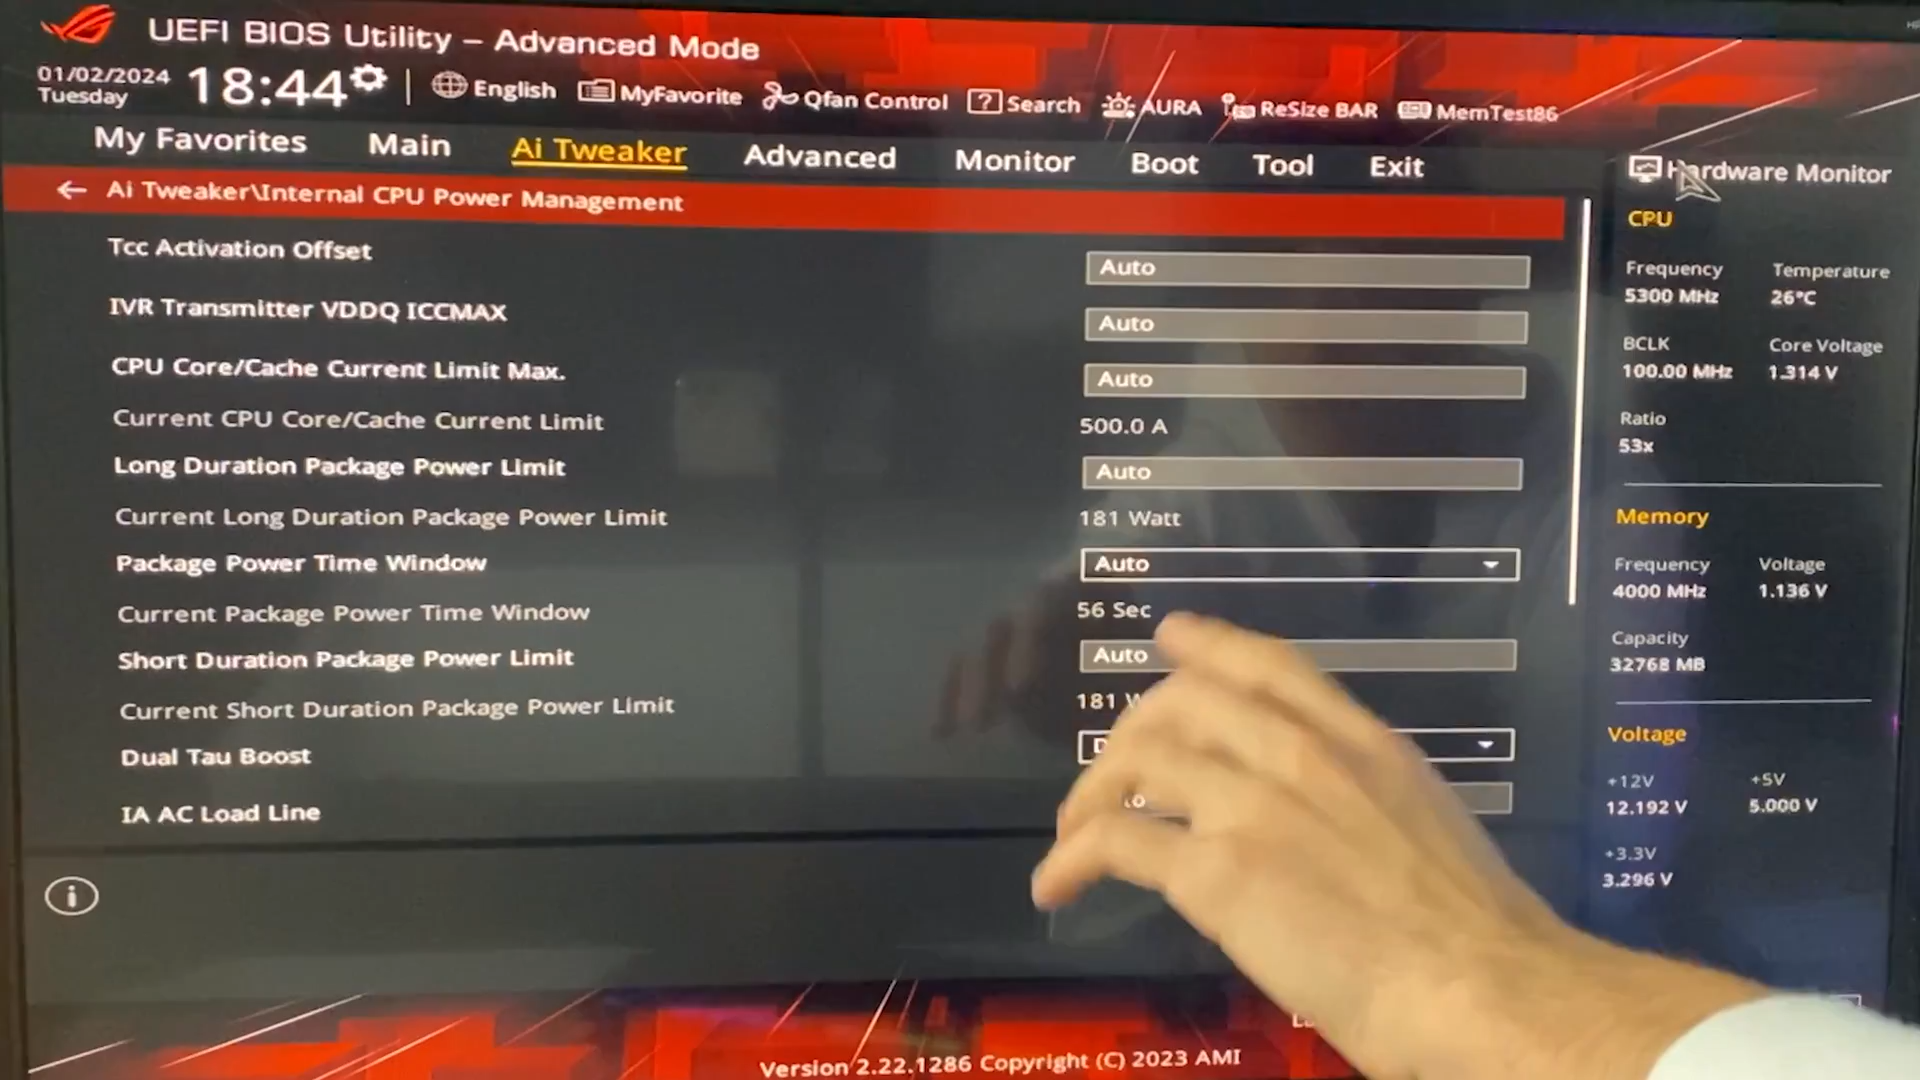 UEFI BIOS Utility – Advanced Mode
01/02/2024
Tuesday
18:44
English
MyFavorite
Qfan Control
Search
AURA
ReSize BAR
MemTest86
My Favorites
Main
Ai Tweaker
Advanced
Monitor
Boot
Tool
Exit
Ai Tweaker\Internal CPU Power Management
Tcc Activation Offset
Auto
IVR Transmitter VDDQ ICCMAX
Auto
CPU Core/Cache Current Limit Max.
Auto
Current CPU Core/Cache Current Limit
500.0 A
Long Duration Package Power Limit
Auto
Current Long Duration Package Power Limit
181 Watt
Package Power Time Window
Auto
Current Package Power Time Window
56 Sec
Short Duration Package Power Limit
Auto
Current Short Duration Package Power Limit
181
Dual Tau Boost
IA AC Load Line
Hardware Monitor
CPU
Frequency Temperature
5300 MHz 26°C
BCLK Core Voltage
100.00 MHz 1.314 V
Ratio
53x
Memory
Frequency Voltage
4000 MHz 1.136 V
Capacity
32768 MB
Voltage
+12V +5V
12.192 V 5.000 V
+3.3V
3.296 V
Version 2.22.1286 Copyright (C) 2023 AMI